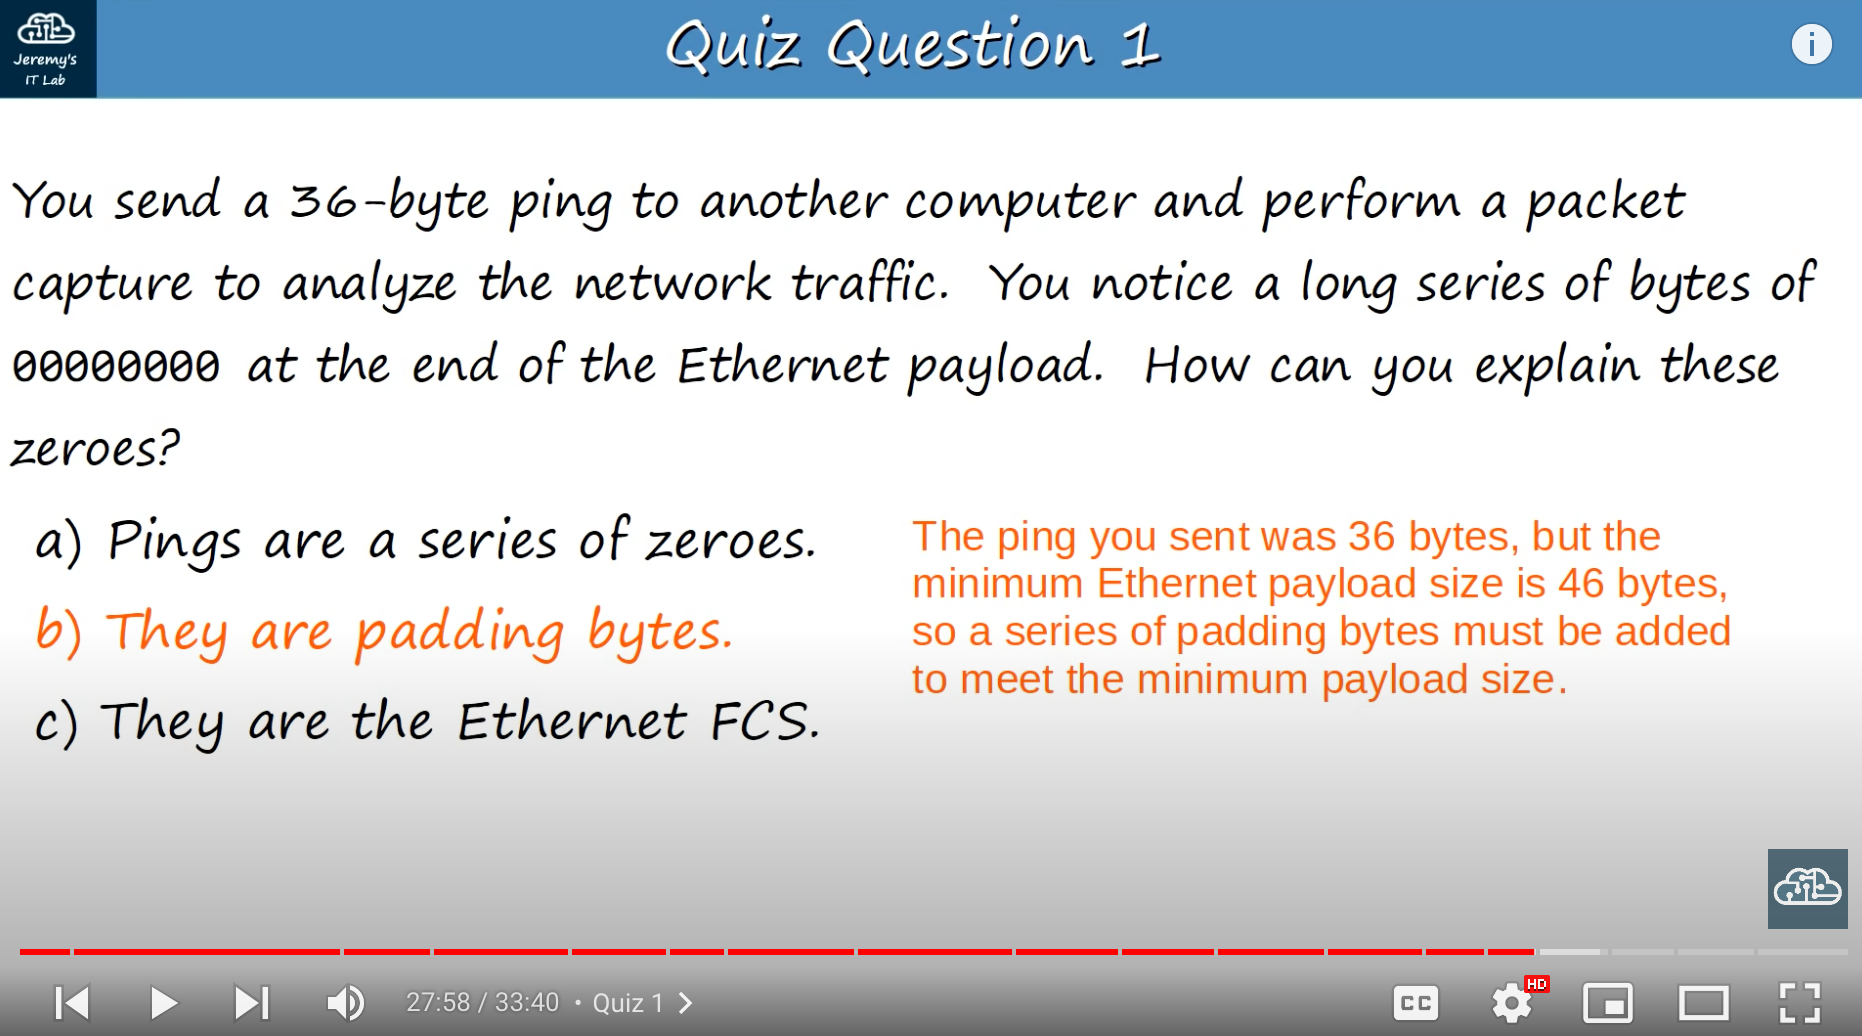 Jeremy's
IT Lab
Quiz Question 1
i
You send a 36-byte ping to another computer and perform a packet
capture to analyze the network traffic. You notice a long series of bytes of
00000000 at the end of the Ethernet payload. How can you explain these
zeroes?
a) Pings are a series of zeroes.
b) They are padding bytes.
c) They are the Ethernet FCS.
The ping you sent was 36 bytes, but the
minimum Ethernet payload size is 46 bytes,
so a series of padding bytes must be added
to meet the minimum payload size.
27:58 / 33:40 • Quiz 1
CC
HD